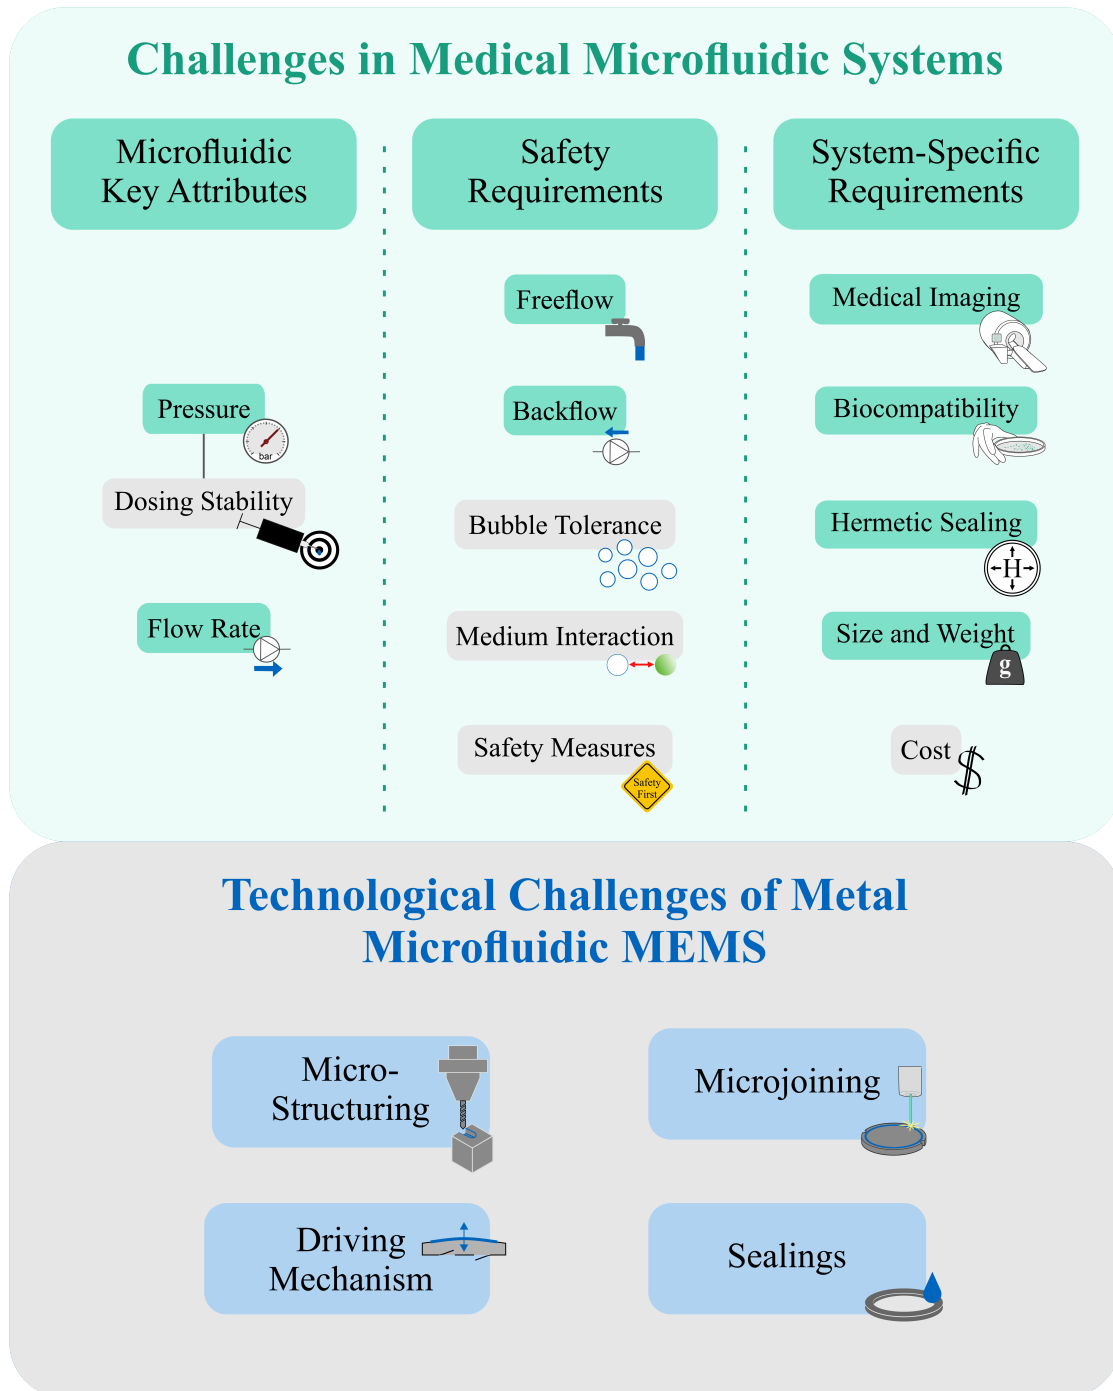 Challenges in Medical Microfluidic Systems
Microfluidic
Key Attributes
Pressure
bar
Dosing Stability
Flow Rate
Safety
Requirements
Freeflow
Backflow
Bubble Tolerance
Medium Interaction
Safety Measures
Safety
First
System-Specific
Requirements
Medical Imaging
Biocompatibility
Hermetic Sealing
H
Size and Weight
g
Cost
$
Technological Challenges of Metal
Microfluidic MEMS
Micro-
Structuring
Microjoining
Driving
Mechanism
Sealings